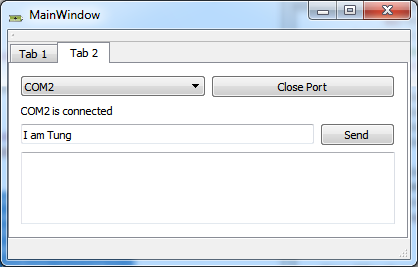 MainWindow
Tab 1 Tab 2
COM2 Close Port
COM2 is connected
I am Tung Send